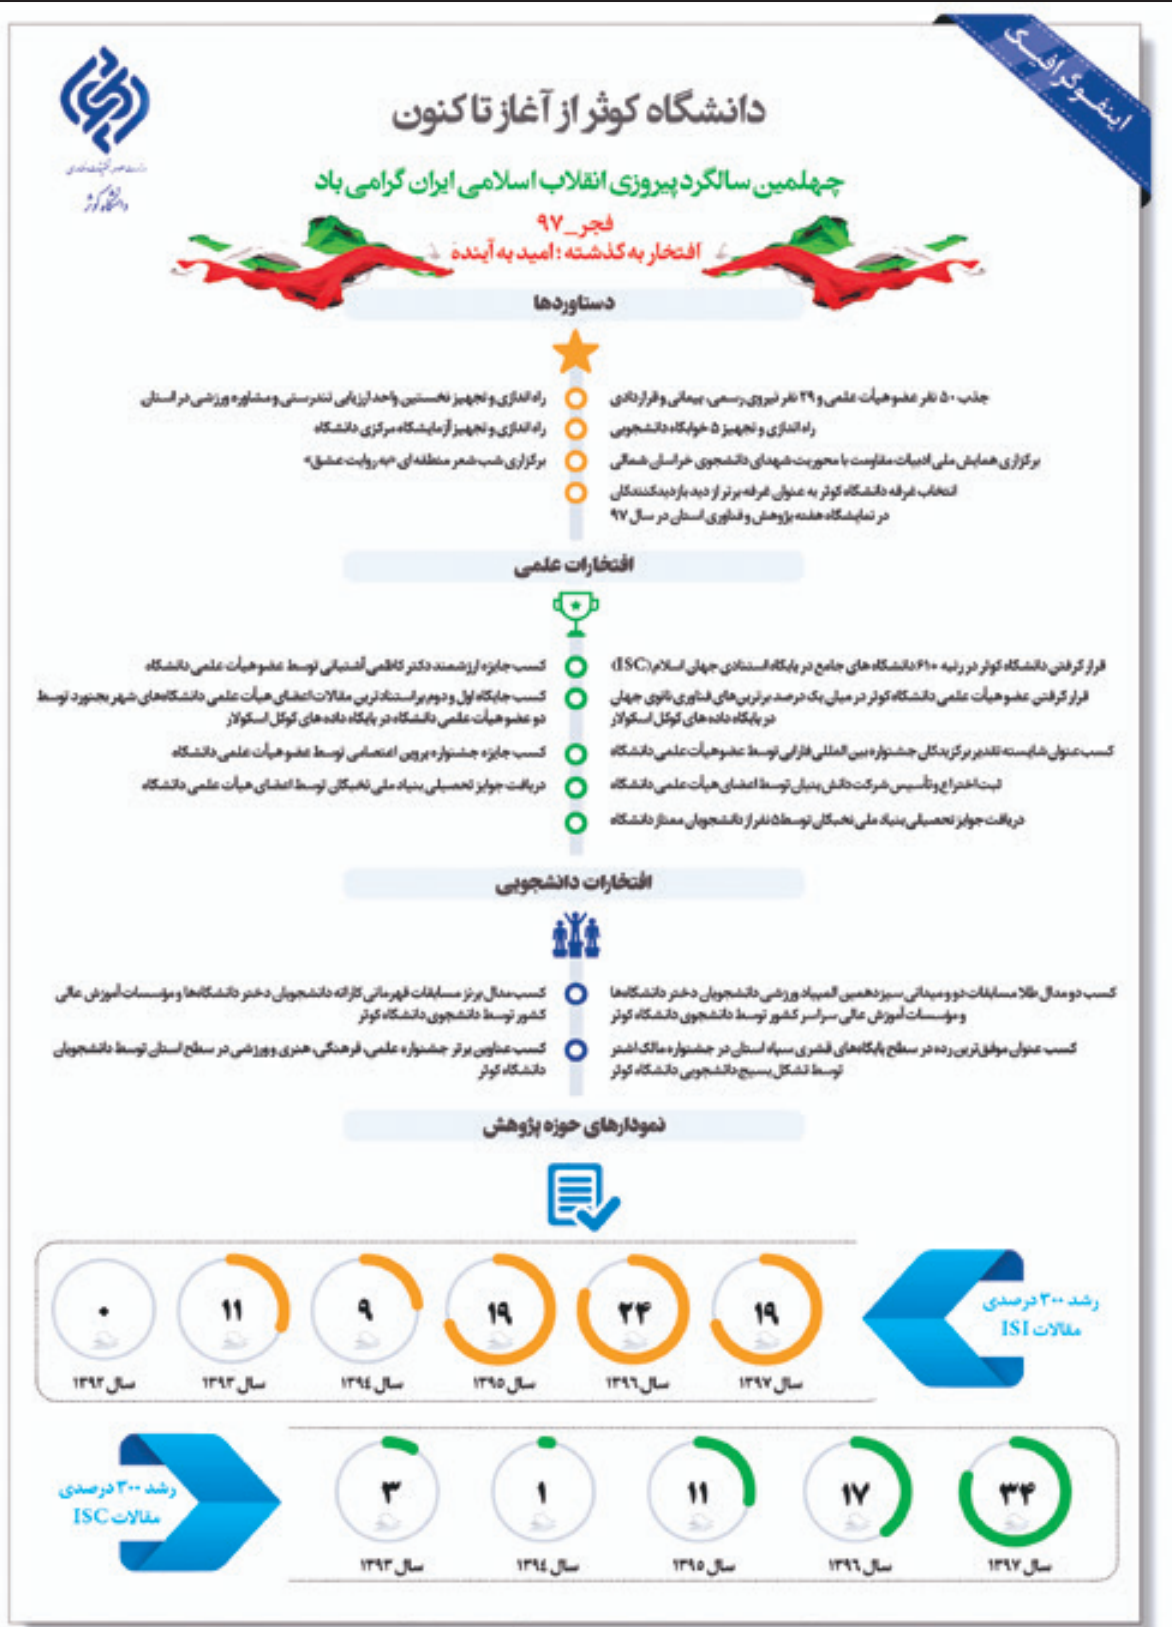 اینفوگرافیک
دانشگاه کوثر از آغاز تا کنون
دانشگاه کوثر
چهلمین سالگرد پیروزی انقلاب اسلامی ایران گرامی باد
فجر_۹۷
افتخار به گذشته؛ امید به آینده
دستاوردها
جذب ۵۰ نفر عضو هیأت علمی و ۲۹ نفر نیروی رسمی، پیمانی و قراردادی
راه اندازی و تجهیز ۵ خوابگاه دانشجویی
برگزاری همایش ملی ادبیات مقاومت با محوریت شهدای دانشجوی خراسان شمالی
انتخاب غرفه دانشگاه کوثر به عنوان غرفه برتر از دید بازدیدکنندگان
در نمایشگاه هفته پژوهش و فناوری استان در سال ۹۷
راه اندازی و تجهیز نخستین واحد ارزیابی تندرستی و مشاوره ورزشی در استان
راه اندازی و تجهیز آزمایشگاه مرکزی دانشگاه
برگزاری شب شعر منطقه ای «به روایت عشق»
افتخارات علمی
قرار گرفتن دانشگاه کوثر در رتبه ۶۱۰ دانشگاه های جامع در پایگاه استنادی جهان اسلام (ISC)
قرار گرفتن عضو هیأت علمی دانشگاه کوثر در میان یک درصد برترین‌های فناوری نانوی جهان
در پایگاه داده های گوگل اسکولار
کسب عنوان شایسته تقدیر برگزیدگان جشنواره بین المللی فارابی توسط عضو هیأت علمی دانشگاه
ثبت اختراع و تأسیس شرکت دانش بنیان توسط اعضای هیأت علمی دانشگاه
دریافت جوایز تحصیلی بنیاد ملی نخبگان توسط ۵ نفر از دانشجویان ممتاز دانشگاه
کسب جایزه ارزشمند دکتر کاظمی آشتیانی توسط عضو هیأت علمی دانشگاه
کسب جایگاه اول و دوم پراستنادترین مقالات اعضای هیأت علمی دانشگاه‌های شهر بجنورد توسط
دو عضو هیأت علمی دانشگاه در پایگاه داده های گوگل اسکولار
کسب جایزه جشنواره پروین اعتصامی توسط عضو هیأت علمی دانشگاه
دریافت جوایز تحصیلی بنیاد ملی نخبگان توسط اعضای هیأت علمی دانشگاه
افتخارات دانشجویی
کسب دو مدال طلا مسابقات دو و میدانی سیزدهمین المپیاد ورزشی دانشجویان دختر دانشگاه‌ها
و مؤسسات آموزش عالی سراسر کشور توسط دانشجوی دانشگاه کوثر
کسب عنوان موفق‌ترین رده در سطح پایگاه‌های قشری سپاه استان در جشنواره مالک اشتر
توسط تشکل بسیج دانشجویی دانشگاه کوثر
کسب مدال برنز مسابقات قهرمانی کاراته دانشجویان دختر دانشگاه‌ها و مؤسسات آموزش عالی
کشور توسط دانشجوی دانشگاه کوثر
کسب عناوین برتر جشنواره علمی، فرهنگی، هنری و ورزشی در سطح استان توسط دانشجویان
دانشگاه کوثر
نمودارهای حوزه پژوهش
رشد ۳۰۰ درصدی
مقالات ISI
۱۹ ۲۴ ۱۹ ۹ ۱۱ ۰
سال ۱۳۹۷ سال ۱۳۹۶ سال ۱۳۹۵ سال ۱۳۹۴ سال ۱۳۹۳ سال ۱۳۹۲
رشد ۳۰۰ درصدی
مقالات ISC
۳۴ ۱۷ ۱۱ ۱ ۳
سال ۱۳۹۷ سال ۱۳۹۶ سال ۱۳۹۵ سال ۱۳۹۴ سال ۱۳۹۳